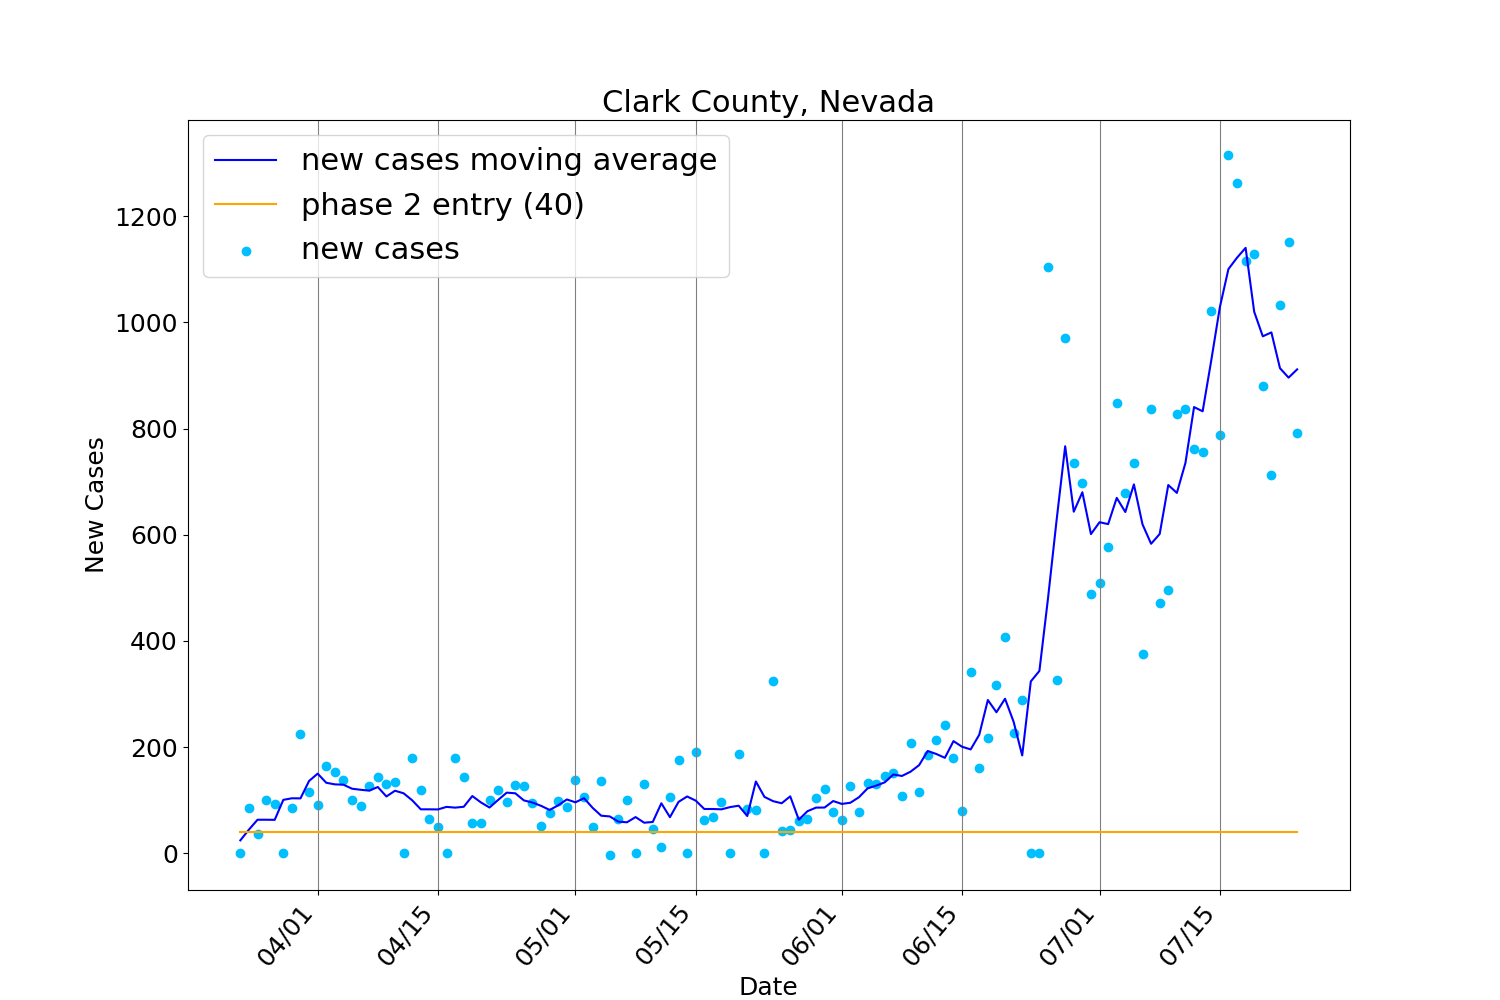 Clark County, Nevada
new cases moving average
phase 2 entry (40)
new cases
1200
1000
800
600
400
200
0
New Cases
04/01
04/15
05/01
05/15
06/01
06/15
07/01
07/15
Date